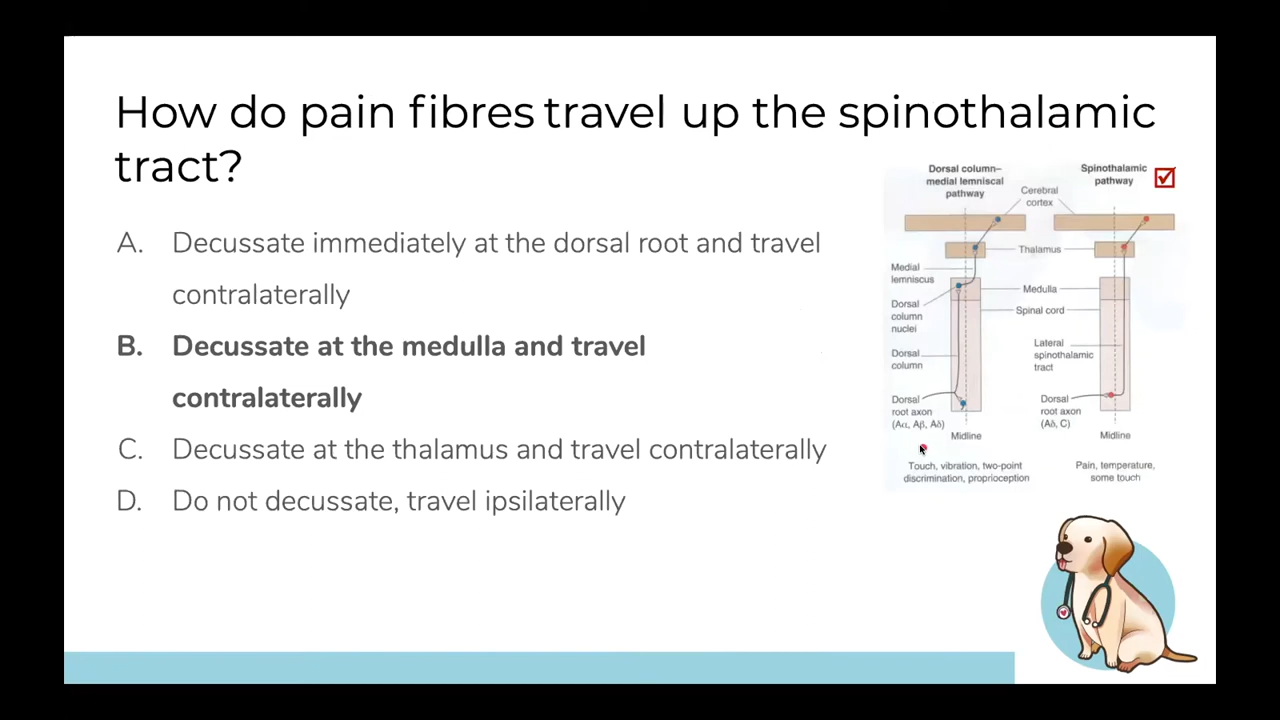 How do pain fibres travel up the spinothalamic
tract?
A. Decussate immediately at the dorsal root and travel
contralaterally
B. Decussate at the medulla and travel
contralaterally
C. Decussate at the thalamus and travel contralaterally
D. Do not decussate, travel ipsilaterally
Dorsal column–
medial lemniscal
pathway
Spinothalamic
pathway
Cerebral
cortex
Thalamus
Medial
lemniscus
Medulla
Dorsal
column
nuclei
Spinal cord
Dorsal
column
Lateral
spinothalamic
tract
Dorsal
root axon
(Aα, Aβ, Aδ)
Dorsal
root axon
(Aδ, C)
Midline
Midline
Touch, vibration, two-point
discrimination, proprioception
Pain, temperature,
some touch